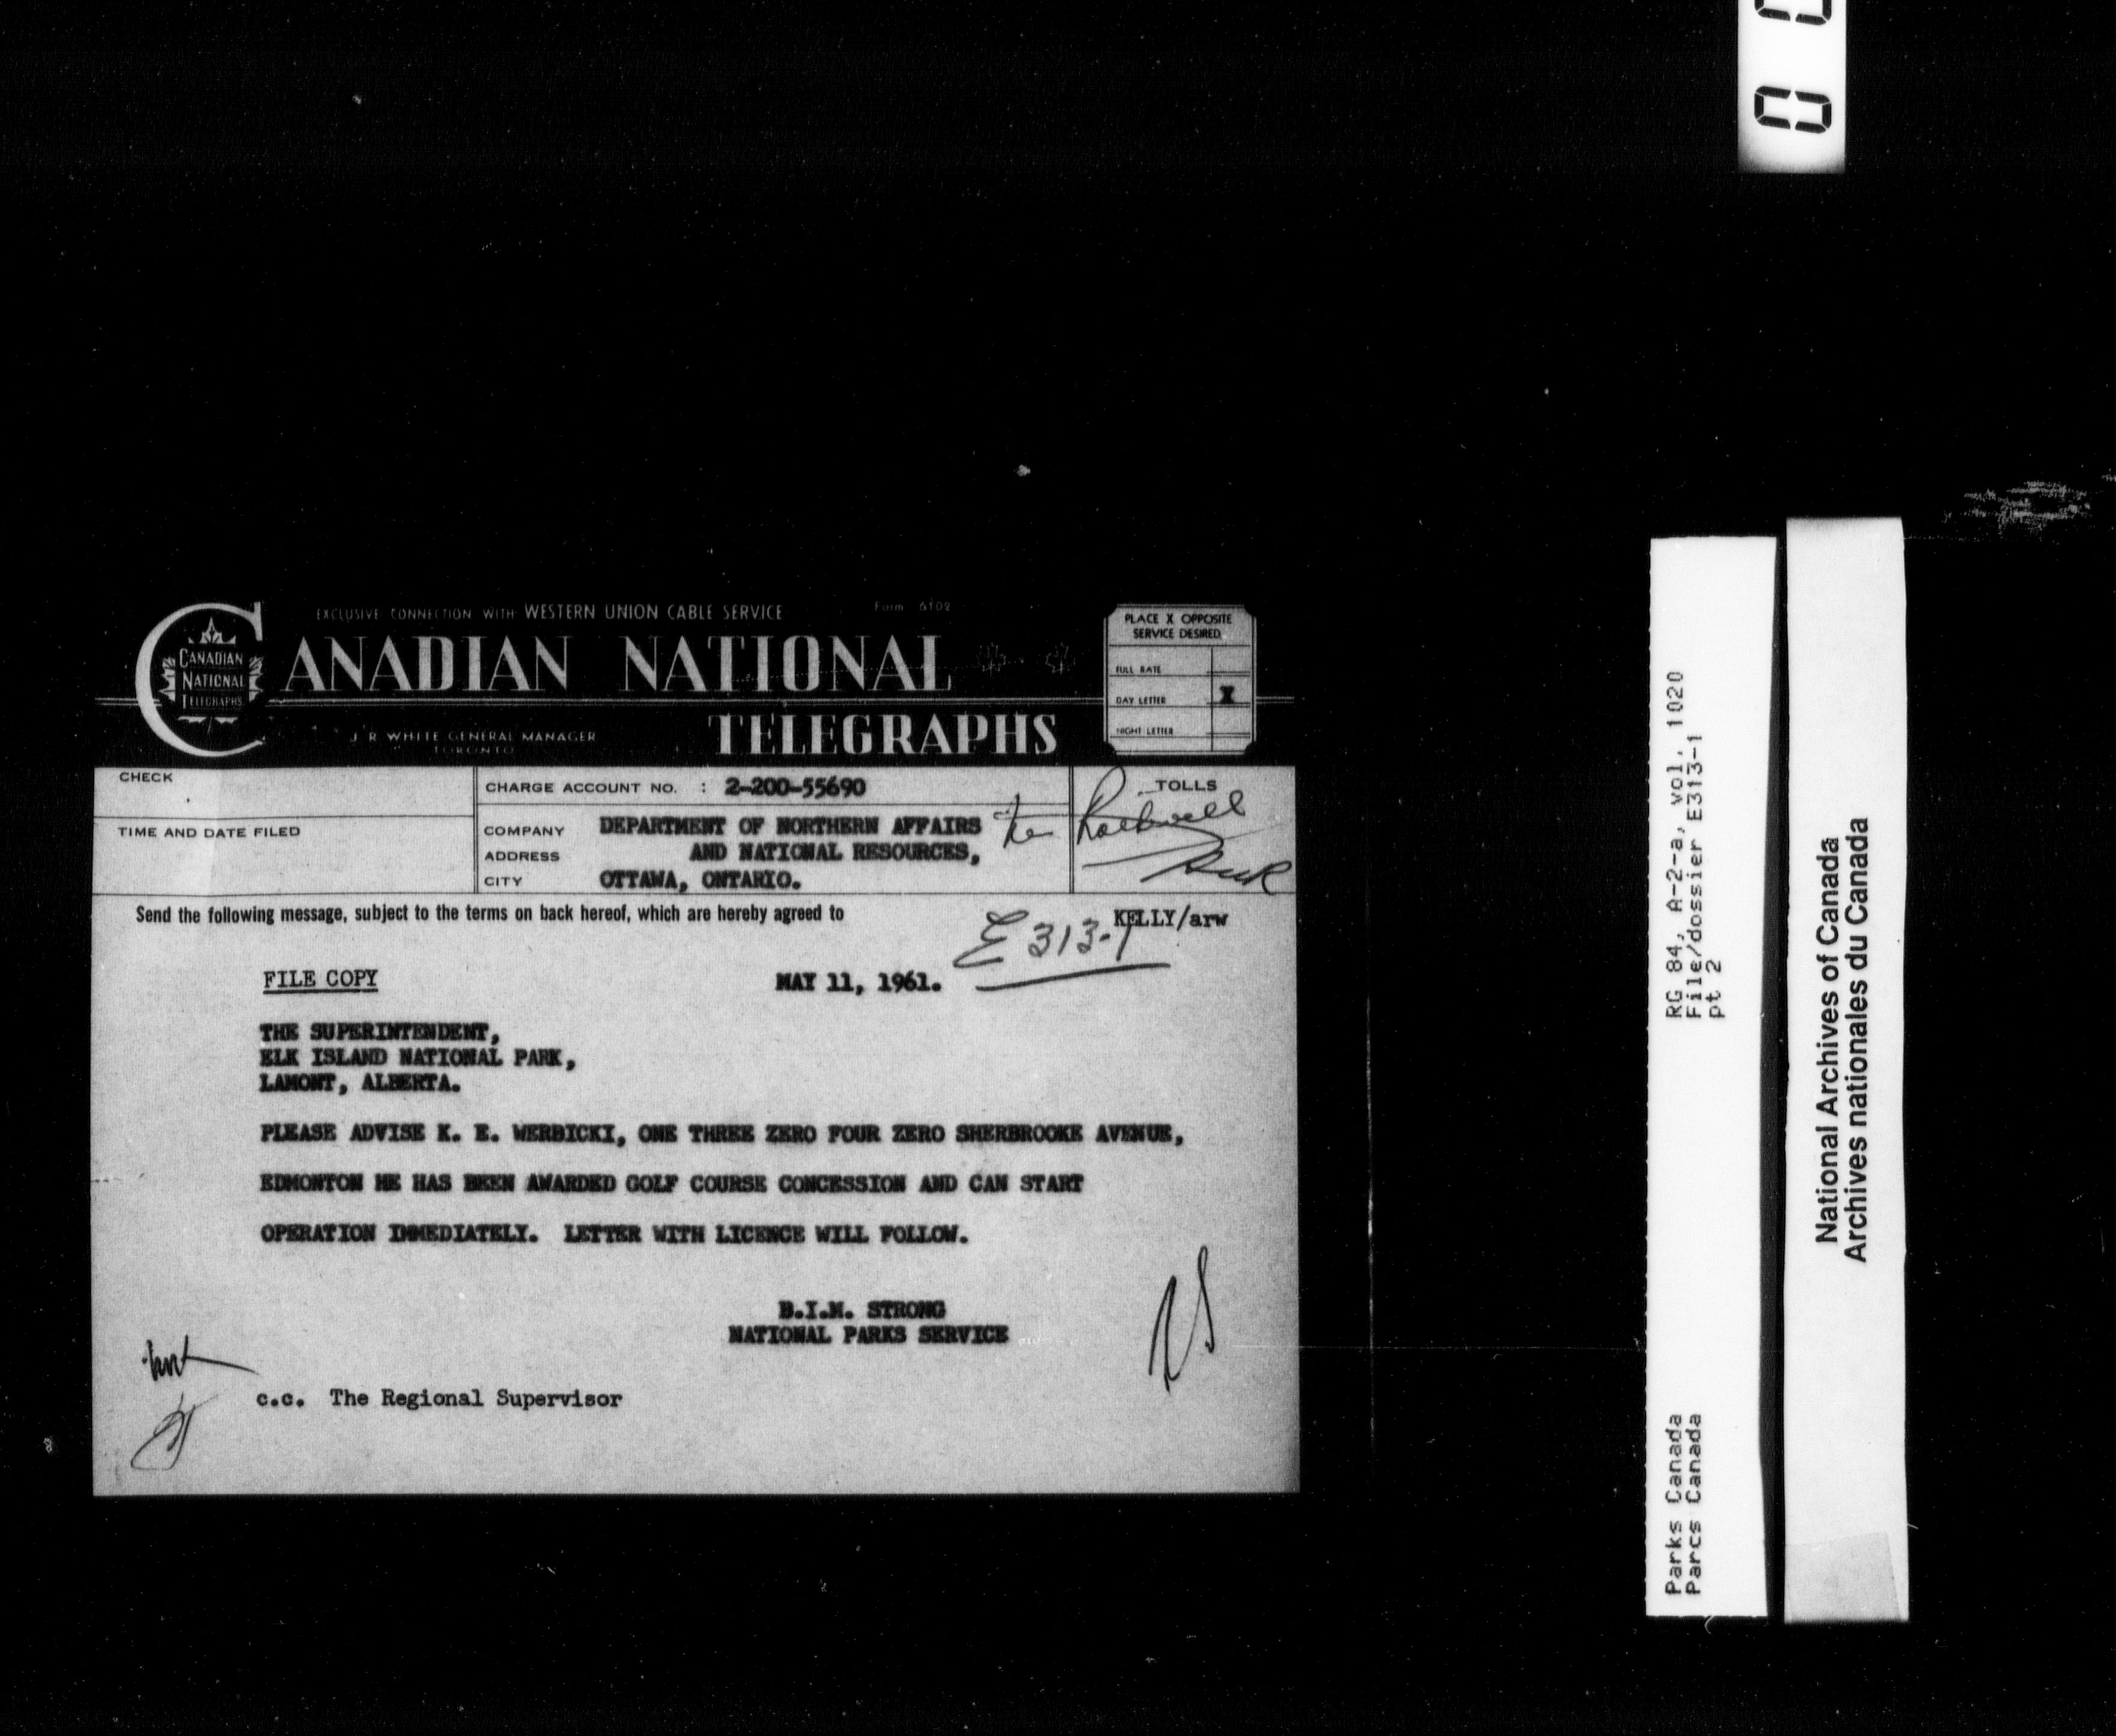 EXCLUSIVE CONNECTION WITH WESTERN UNION CABLE SERVICE
Form 6102
CANADIAN NATIONAL
TELEGRAPHS
CANADIAN
NATIONAL
TELEGRAPHS
J R WHITE GENERAL MANAGER
TORONTO
PLACE X OPPOSITE
SERVICE DESIRED
FULL RATE
DAY LETTER X
NIGHT LETTER
CHECK
TIME AND DATE FILED
CHARGE ACCOUNT NO. : 2-200-55690
COMPANY DEPARTMENT OF NORTHERN AFFAIRS
ADDRESS AND NATIONAL RESOURCES,
CITY OTTAWA, ONTARIO.
TOLLS
Send the following message, subject to the terms on back hereof, which are hereby agreed to
KELLY/arw
E 313-1
FILE COPY MAY 11, 1961.
THE SUPERINTENDENT,
ELK ISLAND NATIONAL PARK,
LAMONT, ALBERTA.
PLEASE ADVISE K. E. WERBICKI, ONE THREE ZERO FOUR ZERO SHERBROOKE AVENUE,
EDMONTON HE HAS BEEN AWARDED GOLF COURSE CONCESSION AND CAN START
OPERATION IMMEDIATELY. LETTER WITH LICENCE WILL FOLLOW.
B.I.M. STRONG
NATIONAL PARKS SERVICE
c.c. The Regional Supervisor
Parks Canada
Parcs Canada
RG 84, A-2-a, vol. 1020
File/dossier E313-1
pt 2
National Archives of Canada
Archives nationales du Canada